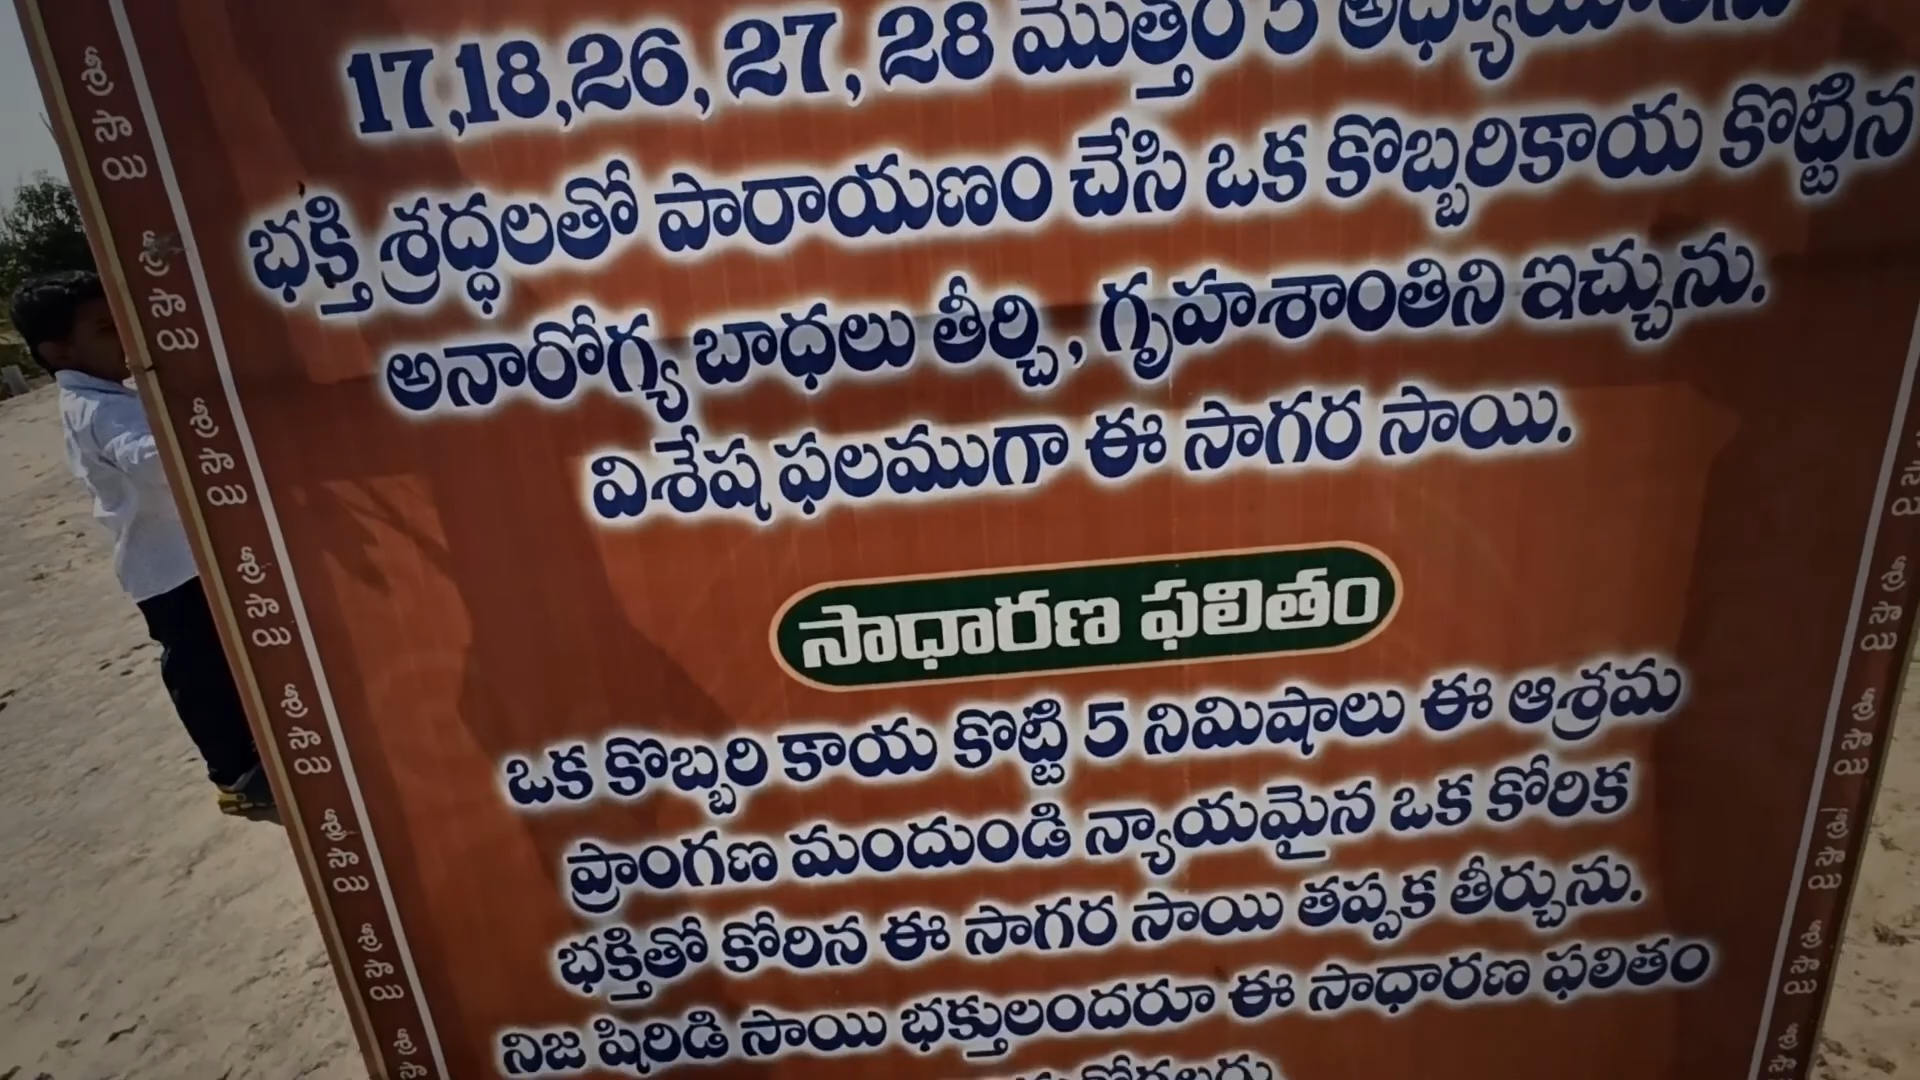 17,18,26, 27, 28 మొత్తం 5 అధ్యాయాలను
భక్తి శ్రద్ధలతో పారాయణం చేసి ఒక కొబ్బరికాయ కొట్టిన
అనారోగ్య బాధలు తీర్చి, గృహశాంతిని ఇచ్చును.
విశేష ఫలముగా ఈ సాగర సాయి.
సాధారణ ఫలితం
ఒక కొబ్బరి కాయ కొట్టి 5 నిమిషాలు ఈ ఆశ్రమ
ప్రాంగణ మందుండి న్యాయమైన ఒక కోరిక
భక్తితో కోరిన ఈ సాగర సాయి తప్పక తీర్చును.
నిజ షిరిడి సాయి భక్తులందరూ ఈ సాధారణ ఫలితం
శ్రీ సాయి శ్రీ సాయి శ్రీ సాయి శ్రీ సాయి శ్రీ సాయి శ్రీ సాయి శ్రీ సాయి
శ్రీ సాయి శ్రీ సాయి శ్రీ సాయి శ్రీ సాయి